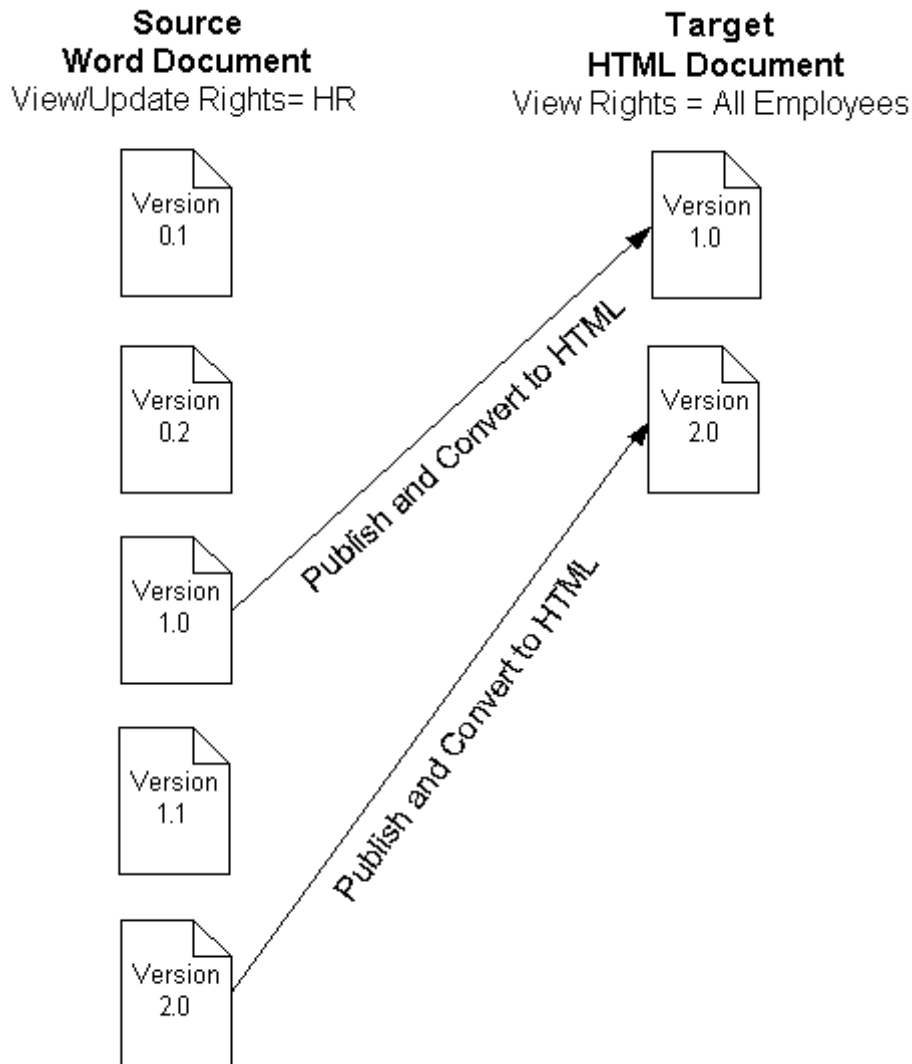 Source
Word Document
View/Update Rights= HR
Target
HTML Document
View Rights = All Employees
Version
0.1
Version
1.0
Version
0.2
Version
2.0
Publish and Convert to HTML
Version
1.0
Publish and Convert to HTML
Version
1.1
Version
2.0